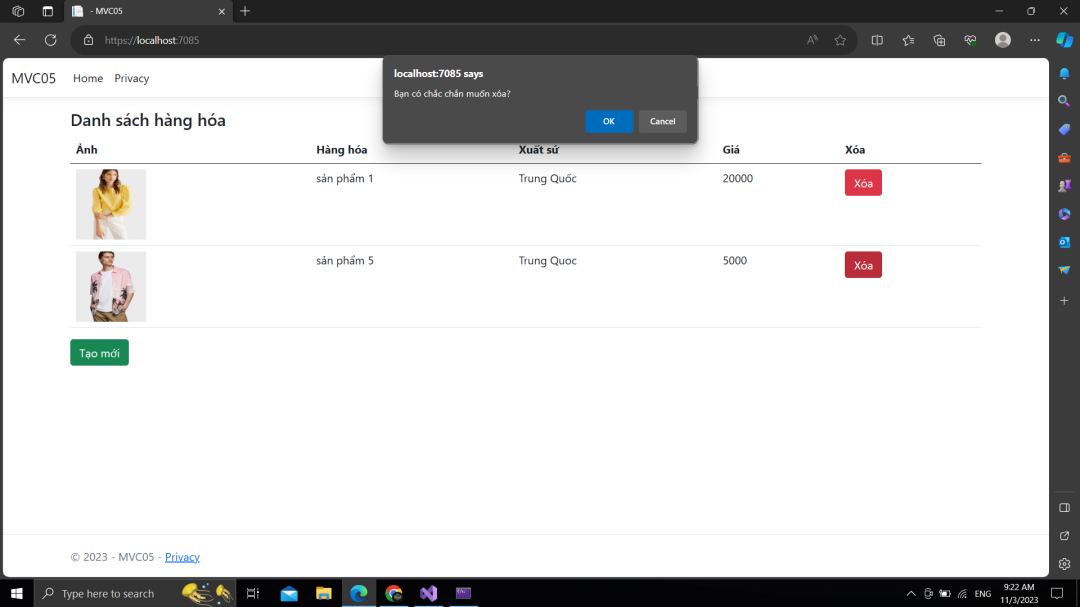 - MVC05
https://localhost:7085
MVC05 Home Privacy
localhost:7085 says
Bạn có chắc chắn muốn xóa?
OK Cancel
Danh sách hàng hóa
Ảnh Hàng hóa Xuất sứ Giá Xóa
sản phẩm 1 Trung Quốc 20000 Xóa
sản phẩm 5 Trung Quoc 5000 Xóa
Tạo mới
© 2023 - MVC05 - Privacy
Type here to search
ENG
9:22 AM
11/3/2023